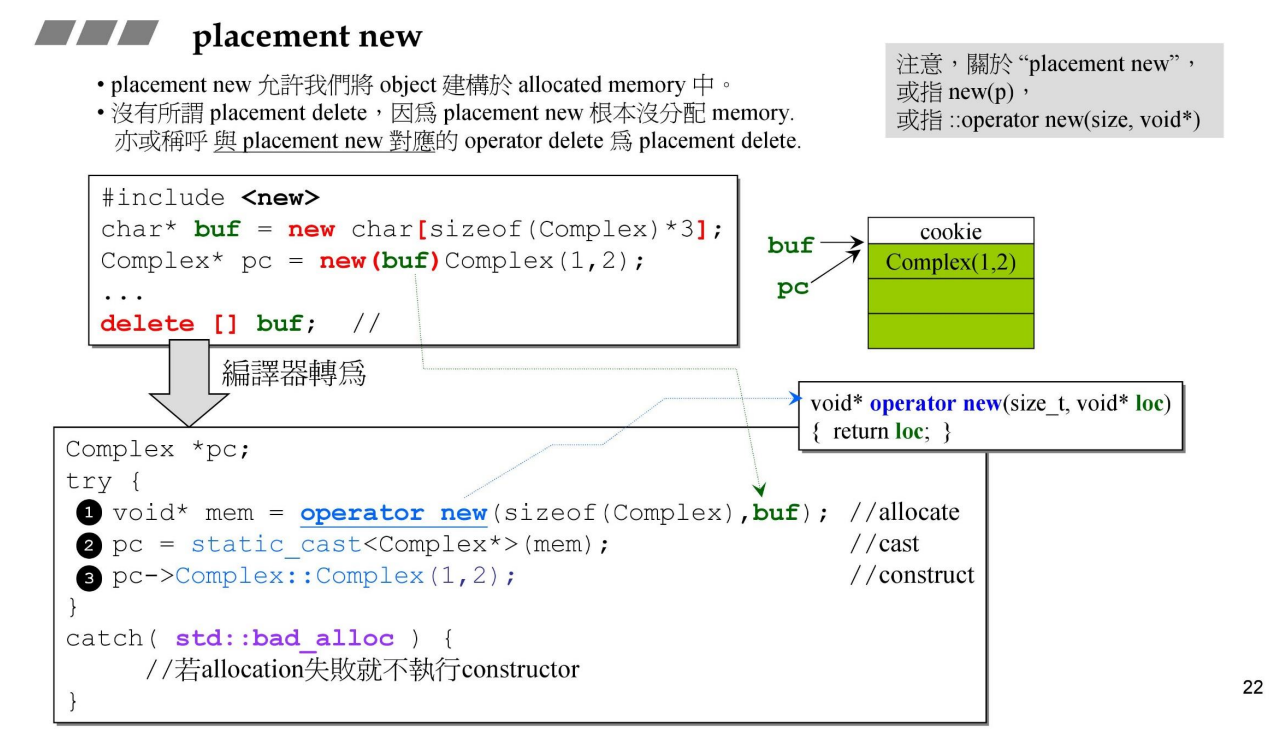 placement new
• placement new 允許我們將 object 建構於 allocated memory 中。
• 沒有所謂 placement delete，因爲 placement new 根本沒分配 memory.
亦或稱呼 與 placement new 對應的 operator delete 爲 placement delete.
注意，關於 “placement new”，
或指 new(p)，
或指 ::operator new(size, void*)
#include <new>
char* buf = new char[sizeof(Complex)*3];
Complex* pc = new(buf)Complex(1,2);
...
delete [] buf; //
buf
pc
cookie
Complex(1,2)
編譯器轉爲
void* operator new(size_t, void* loc)
{ return loc; }
Complex *pc;
try {
❶ void* mem = operator new(sizeof(Complex),buf); //allocate
❷ pc = static_cast<Complex*>(mem); //cast
❸ pc->Complex::Complex(1,2); //construct
}
catch( std::bad_alloc ) {
//若allocation失敗就不執行constructor
}
22